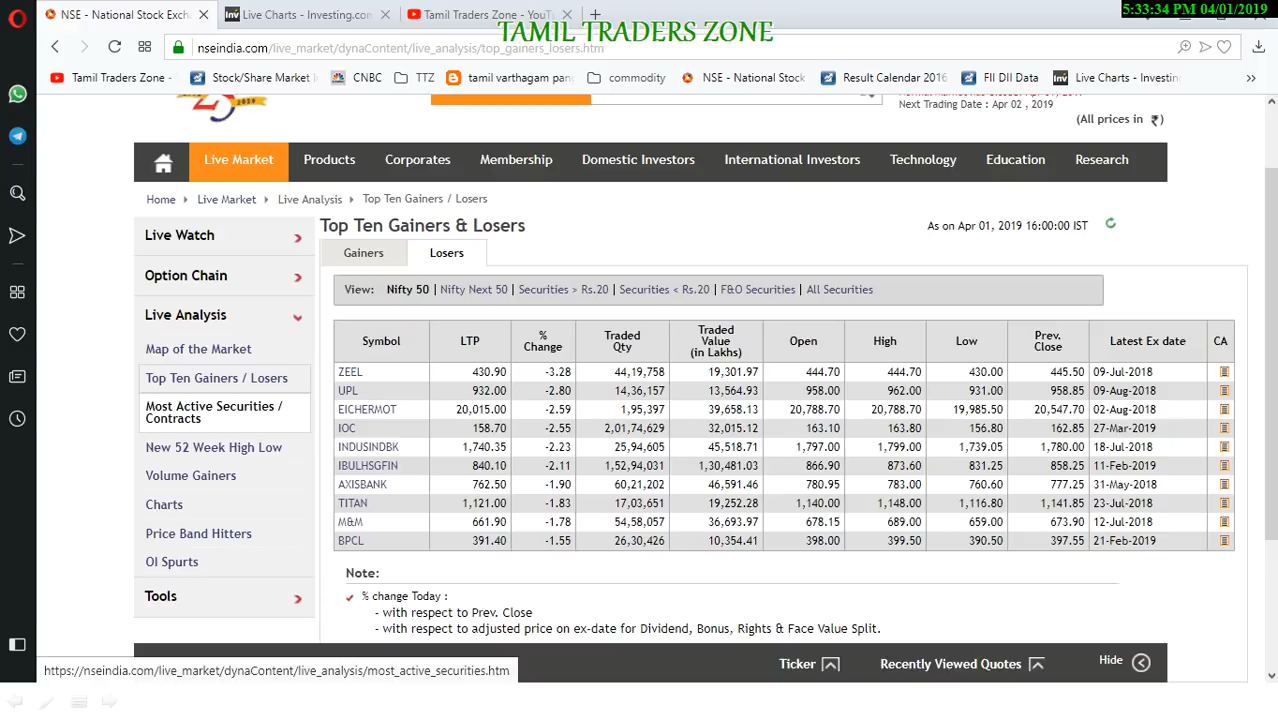 NSE - National Stock Excha
Live Charts - Investing.com
Tamil Traders Zone - YouT
TAMIL TRADERS ZONE
5:33:34 PM 04/01/2019
nseindia.com/live_market/dynaContent/live_analysis/top_gainers_losers.htm
Tamil Traders Zone -
Stock/Share Market
CNBC
TTZ
tamil varthagam pan
commodity
NSE - National Stock
Result Calendar 2016
FII DII Data
Live Charts - Investin
Next Trading Date : Apr 02 , 2019
(All prices in ₹)
Live Market
Products
Corporates
Membership
Domestic Investors
International Investors
Technology
Education
Research
Home
Live Market
Live Analysis
Top Ten Gainers / Losers
Live Watch
Option Chain
Live Analysis
Map of the Market
Top Ten Gainers / Losers
Most Active Securities /
Contracts
New 52 Week High Low
Volume Gainers
Charts
Price Band Hitters
OI Spurts
Tools
Top Ten Gainers & Losers
As on Apr 01, 2019 16:00:00 IST
Gainers
Losers
View: Nifty 50 | Nifty Next 50 | Securities > Rs.20 | Securities < Rs.20 | F&O Securities | All Securities
Symbol LTP % Change Traded Qty Traded Value (in Lakhs) Open High Low Prev. Close Latest Ex date CA
ZEEL 430.90 -3.28 44,19,758 19,301.97 444.70 444.70 430.00 445.50 09-Jul-2018
UPL 932.00 -2.80 14,36,157 13,564.93 958.00 962.00 931.00 958.85 09-Aug-2018
EICHERMOT 20,015.00 -2.59 1,95,397 39,658.13 20,788.70 20,788.70 19,985.50 20,547.70 02-Aug-2018
IOC 158.70 -2.55 2,01,74,629 32,015.12 163.10 163.80 156.80 162.85 27-Mar-2019
INDUSINDBK 1,740.35 -2.23 25,94,605 45,518.71 1,797.00 1,799.00 1,739.05 1,780.00 18-Jul-2018
IBULHSGFIN 840.10 -2.11 1,52,94,031 1,30,481.03 866.90 873.60 831.25 858.25 11-Feb-2019
AXISBANK 762.50 -1.90 60,21,202 46,591.46 780.95 783.00 760.60 777.25 31-May-2018
TITAN 1,121.00 -1.83 17,03,651 19,252.28 1,140.00 1,148.00 1,116.80 1,141.85 23-Jul-2018
M&M 661.90 -1.78 54,58,057 36,693.97 678.15 689.00 659.00 673.90 12-Jul-2018
BPCL 391.40 -1.55 26,30,426 10,354.41 398.00 399.50 390.50 397.55 21-Feb-2019
Note:
% change Today :
- with respect to Prev. Close
- with respect to adjusted price on ex-date for Dividend, Bonus, Rights & Face Value Split.
Ticker
Recently Viewed Quotes
Hide
https://nseindia.com/live_market/dynaContent/live_analysis/most_active_securities.htm